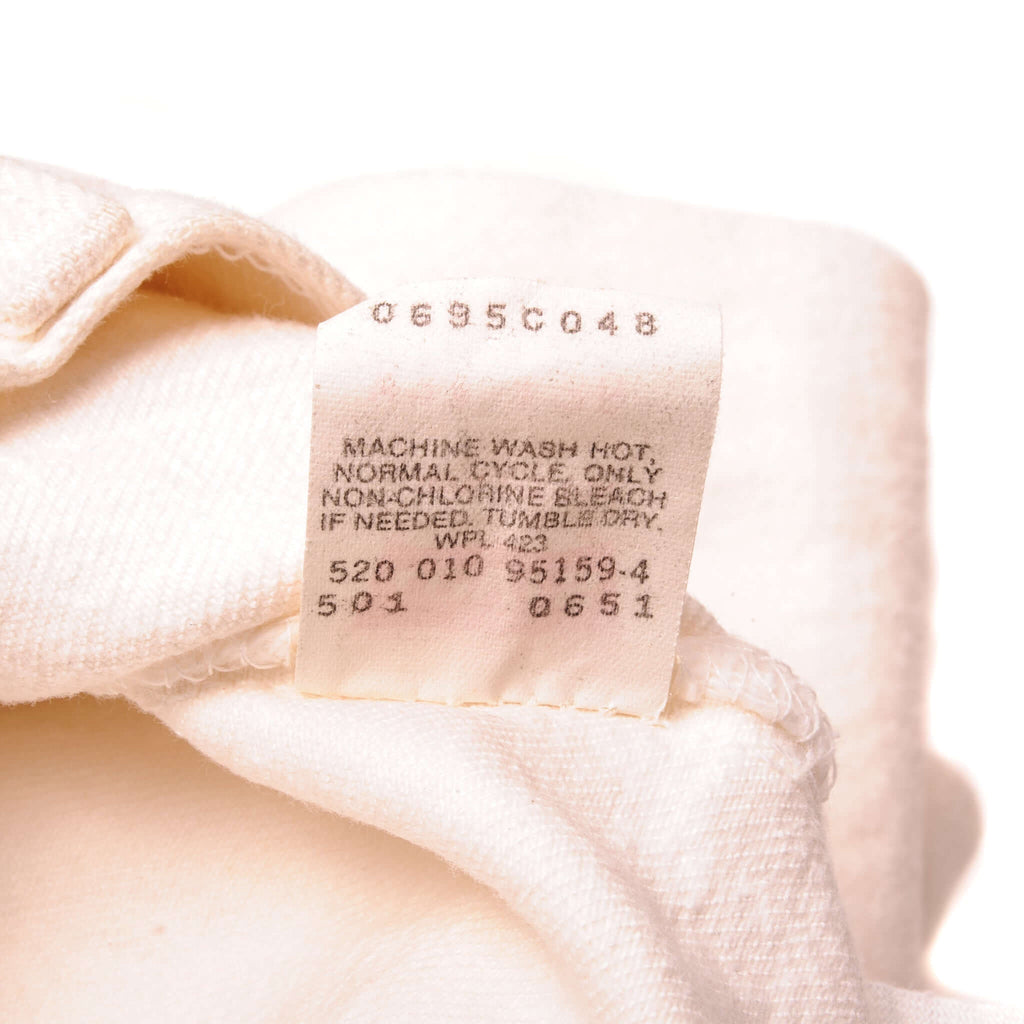 0695C048
MACHINE WASH HOT,
NORMAL CYCLE, ONLY
NON-CHLORINE BLEACH
IF NEEDED. TUMBLE DRY.
WPL 423
520 010 95159-4
501 0651